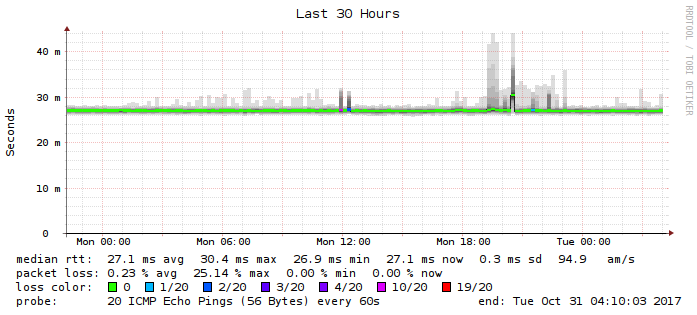 Last 30 Hours
RRDTOOL / TOBI OETIKER
Seconds
40 m
30 m
20 m
10 m
0
Mon 00:00 Mon 06:00 Mon 12:00 Mon 18:00 Tue 00:00
median rtt: 27.1 ms avg 30.4 ms max 26.9 ms min 27.1 ms now 0.3 ms sd 94.9 am/s
packet loss: 0.23 % avg 25.14 % max 0.00 % min 0.00 % now
loss color: 0 1/20 2/20 3/20 4/20 10/20 19/20
probe: 20 ICMP Echo Pings (56 Bytes) every 60s end: Tue Oct 31 04:10:03 2017